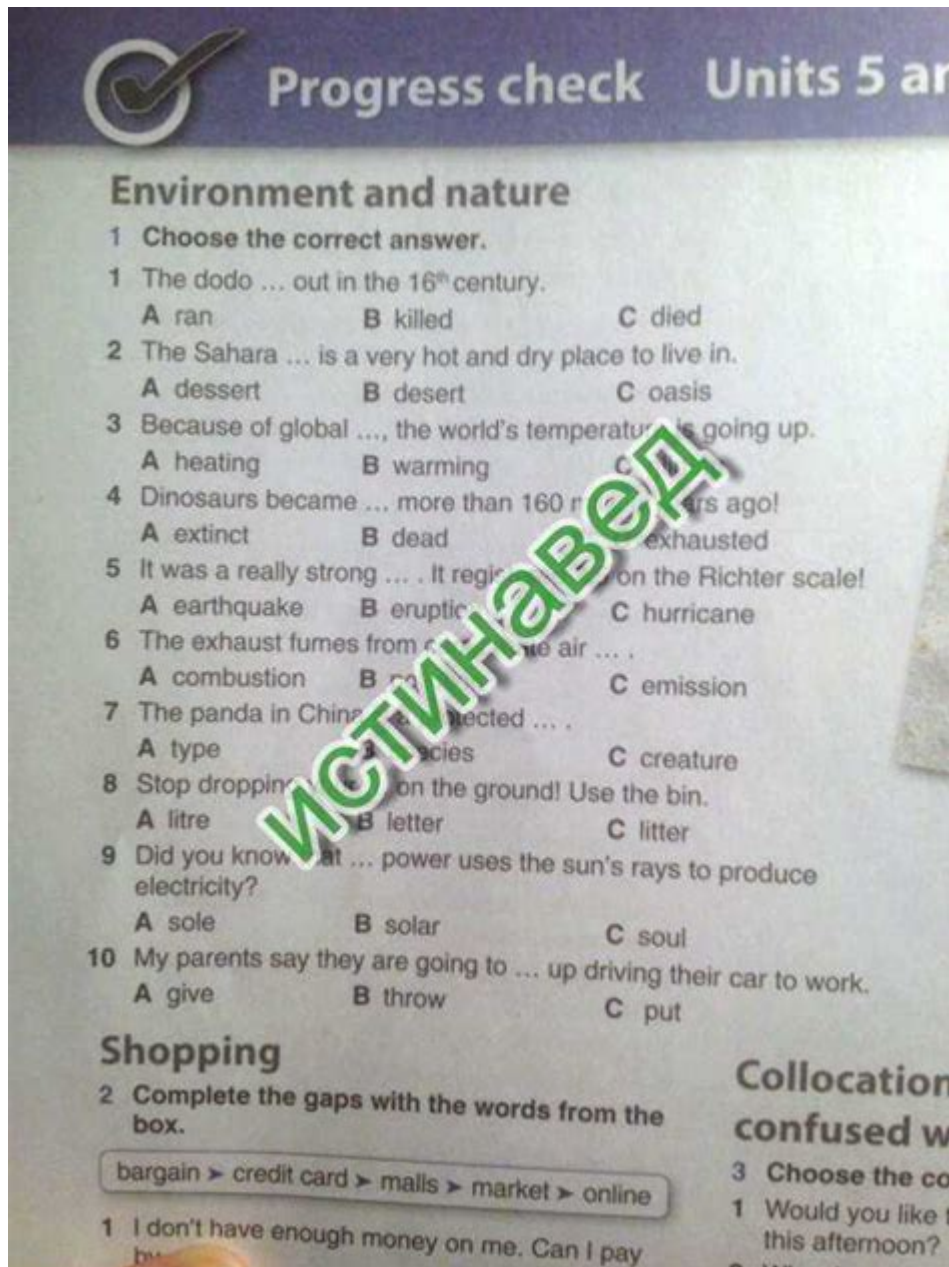 Progress check Units 5 ar
Environment and nature
1 Choose the correct answer.
1 The dodo ... out in the 16th century.
A ran B killed C died
2 The Sahara ... is a very hot and dry place to live in.
A dessert B desert C oasis
3 Because of global ..., the world's temperature is going up.
A heating B warming C
4 Dinosaurs became ... more than 160 ars ago!
A extinct B dead exhausted
5 It was a really strong ... . It regis on the Richter scale!
A earthquake B eruptic C hurricane
6 The exhaust fumes from air ... .
A combustion B C emission
7 The panda in China otected ... .
A type ecies C creature
8 Stop dropping on the ground! Use the bin.
A litre B letter C litter
9 Did you know at ... power uses the sun's rays to produce
electricity?
A sole B solar C soul
10 My parents say they are going to ... up driving their car to work.
A give B throw C put
истинавед
Shopping
2 Complete the gaps with the words from the
box.
bargain ➤ credit card ➤ malls ➤ market ➤ online
1 I don't have enough money on me. Can I pay
by
Collocation
confused w
3 Choose the co
1 Would you like t
this afternoon?